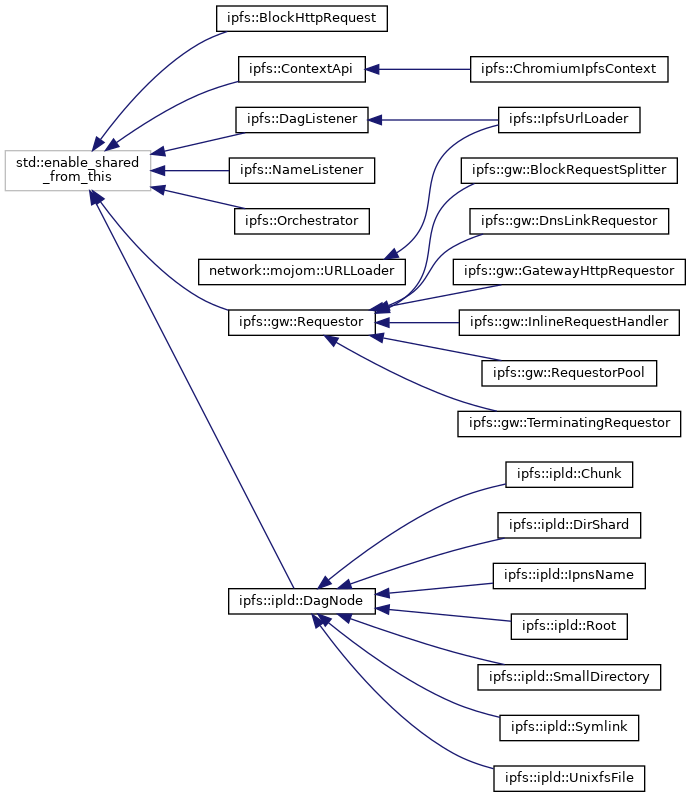 ipfs::BlockHttpRequest
ipfs::ContextApi
ipfs::ChromiumIpfsContext
ipfs::DagListener
ipfs::IpfsUrlLoader
std::enable_shared
_from_this
ipfs::NameListener
ipfs::gw::BlockRequestSplitter
ipfs::Orchestrator
ipfs::gw::DnsLinkRequestor
network::mojom::URLLoader
ipfs::gw::GatewayHttpRequestor
ipfs::gw::Requestor
ipfs::gw::InlineRequestHandler
ipfs::gw::RequestorPool
ipfs::gw::TerminatingRequestor
ipfs::ipld::Chunk
ipfs::ipld::DirShard
ipfs::ipld::IpnsName
ipfs::ipld::DagNode
ipfs::ipld::Root
ipfs::ipld::SmallDirectory
ipfs::ipld::Symlink
ipfs::ipld::UnixfsFile